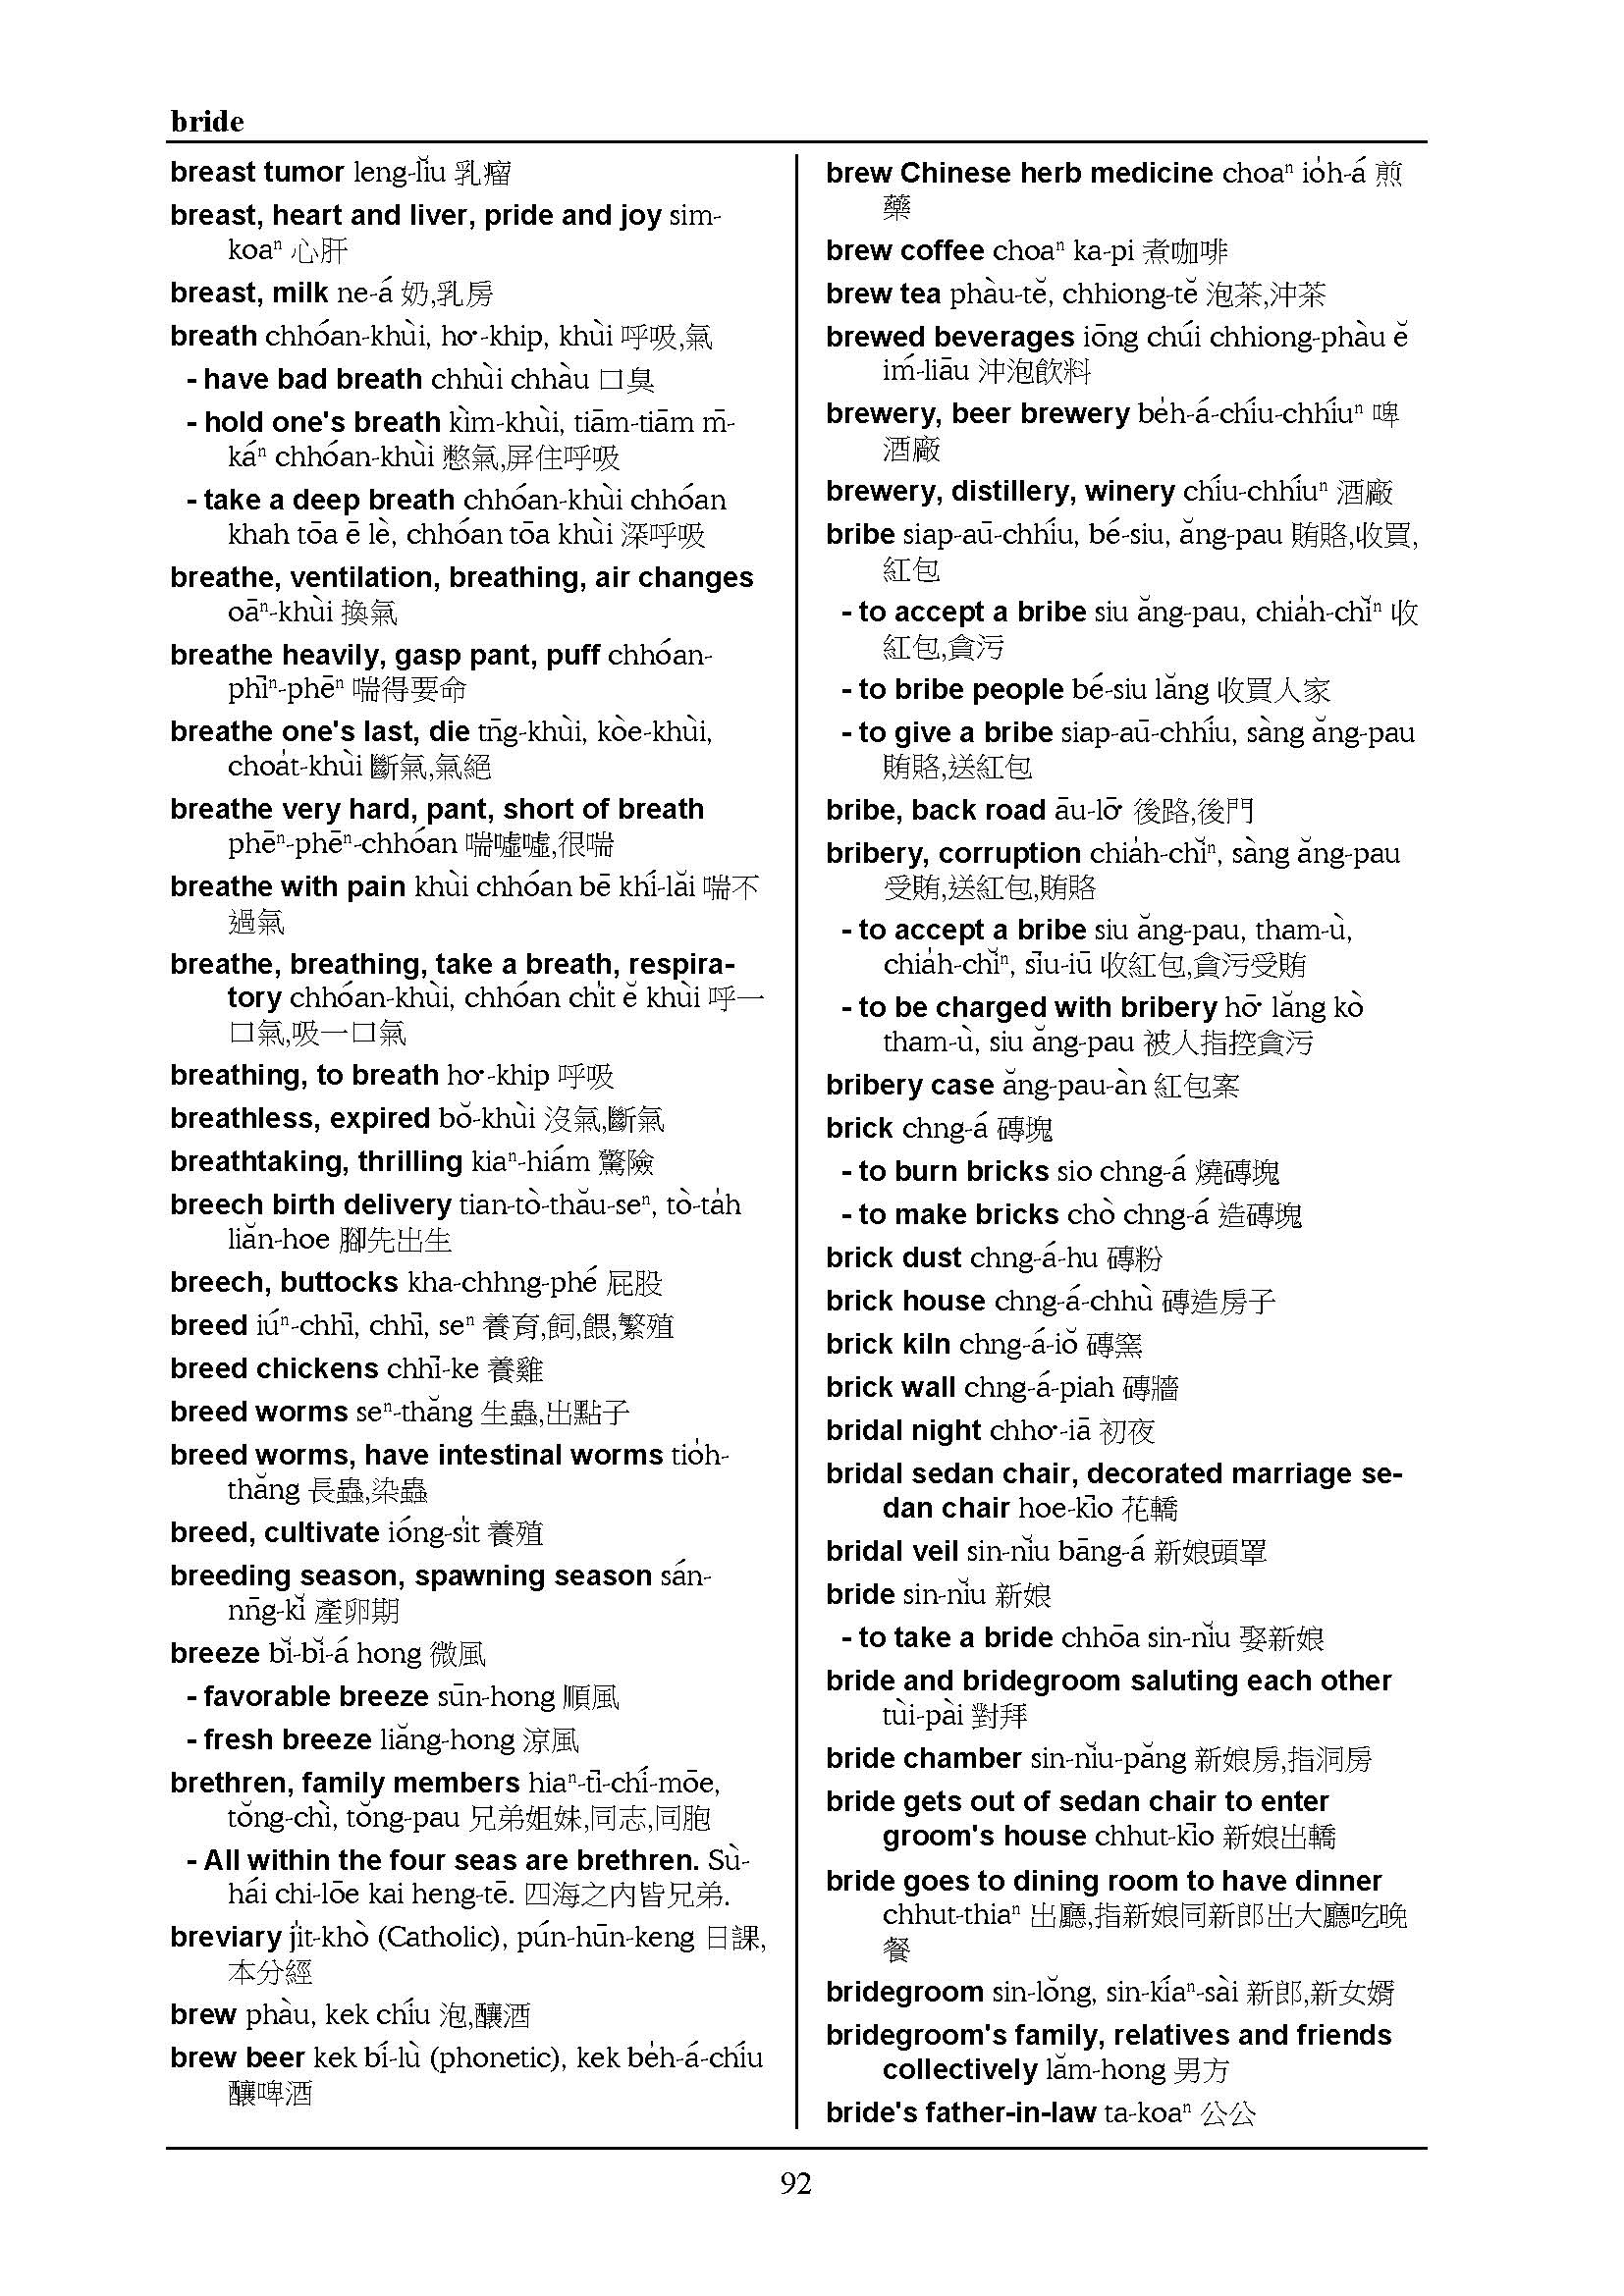 bride
breast tumor leng-liŭ 乳瘤
breast, heart and liver, pride and joy sim-
koaⁿ 心肝
breast, milk ne-á 奶,乳房
breath chhóan-khùi, ho͘-khip, khùi 呼吸,氣
- have bad breath chhùi chhàu 口臭
- hold one's breath kìm-khùi, tiām-tiām m̄-
káⁿ chhóan-khùi 憋氣,屏住呼吸
- take a deep breath chhóan-khùi chhóan
khah tōa ē lè, chhóan tōa khùi 深呼吸
breathe, ventilation, breathing, air changes
oāⁿ-khùi 換氣
breathe heavily, gasp pant, puff chhóan-
phīⁿ-phēⁿ 喘得要命
breathe one's last, die tn̄g-khùi, kòe-khùi,
choa̍t-khùi 斷氣,氣絕
breathe very hard, pant, short of breath
phēⁿ-phēⁿ-chhóan 喘噓噓,很喘
breathe with pain khùi chhóan bē khí-lăi 喘不
過氣
breathe, breathing, take a breath, respira-
tory chhóan-khùi, chhóan chi̍t ĕ khùi 呼一
口氣,吸一口氣
breathing, to breath ho͘-khip 呼吸
breathless, expired bŏ-khùi 沒氣,斷氣
breathtaking, thrilling kiaⁿ-hiám 驚險
breech birth delivery tian-tò-thău-seⁿ, tò-ta̍h
liăn-hoe 腳先出生
breech, buttocks kha-chhng-phé 屁股
breed iúⁿ-chhī, chhī, seⁿ 養育,飼,餵,繁殖
breed chickens chhī-ke 養雞
breed worms seⁿ-thăng 生蟲,出點子
breed worms, have intestinal worms tio̍h-
thăng 長蟲,染蟲
breed, cultivate ióng-si̍t 養殖
breeding season, spawning season sán-
nn̄g-kĭ 產卵期
breeze bĭ-bĭ-á hong 微風
- favorable breeze sūn-hong 順風
- fresh breeze liăng-hong 涼風
brethren, family members hiaⁿ-tī-chí-mōe,
tŏng-chì, tŏng-pau 兄弟姐妹,同志,同胞
- All within the four seas are brethren. Sù-
hái chi-lōe kai heng-tē. 四海之內皆兄弟.
breviary ji̍t-khò (Catholic), pún-hūn-keng 日課,
本分經
brew phàu, kek chíu 泡,釀酒
brew beer kek bí-lù (phonetic), kek be̍h-á-chíu
釀啤酒
brew Chinese herb medicine choaⁿ io̍h-á 煎
藥
brew coffee choaⁿ ka-pi 煮咖啡
brew tea phàu-tĕ, chhiong-tĕ 泡茶,沖茶
brewed beverages iōng chúi chhiong-phàu ĕ
ím-liāu 沖泡飲料
brewery, beer brewery be̍h-á-chíu-chhíuⁿ 啤
酒廠
brewery, distillery, winery chíu-chhíuⁿ 酒廠
bribe siap-aū-chhíu, bé-siu, ăng-pau 賄賂,收買,
紅包
- to accept a bribe siu ăng-pau, chia̍h-chĭⁿ 收
紅包,貪污
- to bribe people bé-siu lăng 收買人家
- to give a bribe siap-aū-chhíu, sàng ăng-pau
賄賂,送紅包
bribe, back road āu-lō͘ 後路,後門
bribery, corruption chia̍h-chĭⁿ, sàng ăng-pau
受賄,送紅包,賄賂
- to accept a bribe siu ăng-pau, tham-ù,
chia̍h-chĭⁿ, sīu-iū 收紅包,貪污受賄
- to be charged with bribery hō͘ lăng kò
tham-ù, siu ăng-pau 被人指控貪污
bribery case ăng-pau-àn 紅包案
brick chng-á 磚塊
- to burn bricks sio chng-á 燒磚塊
- to make bricks chò chng-á 造磚塊
brick dust chng-á-hu 磚粉
brick house chng-á-chhù 磚造房子
brick kiln chng-á-iŏ 磚窯
brick wall chng-á-piah 磚牆
bridal night chho͘-iā 初夜
bridal sedan chair, decorated marriage se-
dan chair hoe-kīo 花轎
bridal veil sin-nĭu bāng-á 新娘頭罩
bride sin-nĭu 新娘
- to take a bride chhōa sin-nĭu 娶新娘
bride and bridegroom saluting each other
tùi-pài 對拜
bride chamber sin-nĭu-păng 新娘房,指洞房
bride gets out of sedan chair to enter
groom's house chhut-kīo 新娘出轎
bride goes to dining room to have dinner
chhut-thiaⁿ 出廳,指新娘同新郎出大廳吃晚
餐
bridegroom sin-lŏng, sin-kíaⁿ-sài 新郎,新女婿
bridegroom's family, relatives and friends
collectively lăm-hong 男方
bride's father-in-law ta-koaⁿ 公公
92